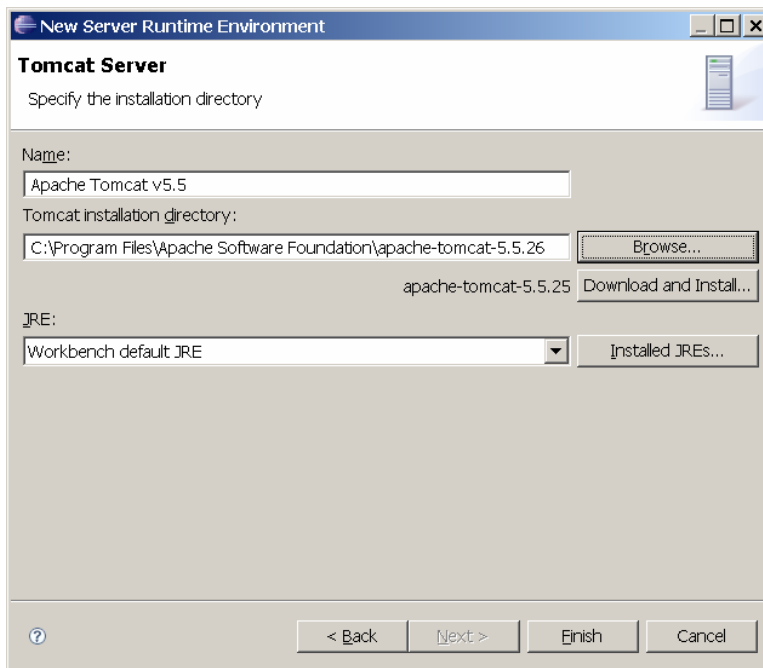 New Server Runtime Environment
Tomcat Server
Specify the installation directory
Name:
Apache Tomcat v5.5
Tomcat installation directory:
C:\Program Files\Apache Software Foundation\apache-tomcat-5.5.26 Browse...
apache-tomcat-5.5.25 Download and Install...
JRE:
Workbench default JRE Installed JREs...
? < Back Next > Finish Cancel